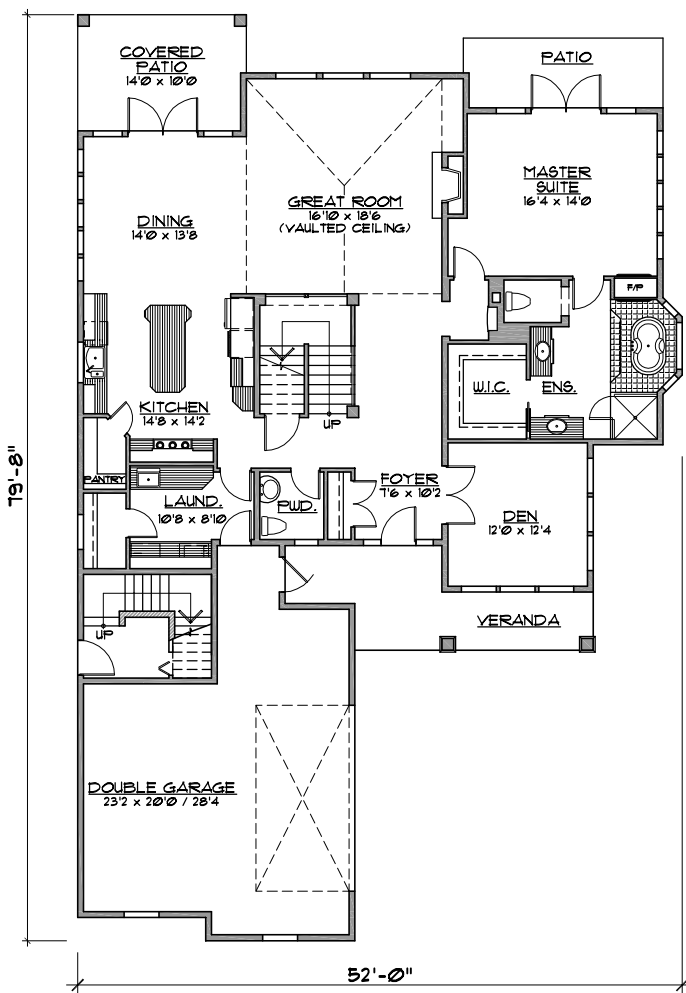 COVERED
PATIO
14'0 x 10'0
PATIO
MASTER
SUITE
16'4 x 14'0
GREAT ROOM
16'10 x 18'6
(VAULTED CEILING)
DINING
14'0 x 13'8
F/P
W.I.C.
ENS.
KITCHEN
14'8 x 14'2
UP
PANTRY
LAUND.
10'8 x 8'10
PWD.
FOYER
7'6 x 10'2
DEN
12'0 x 12'4
79'-8"
UP
VERANDA
DOUBLE GARAGE
23'2 x 20'0 / 28'4
52'-0"